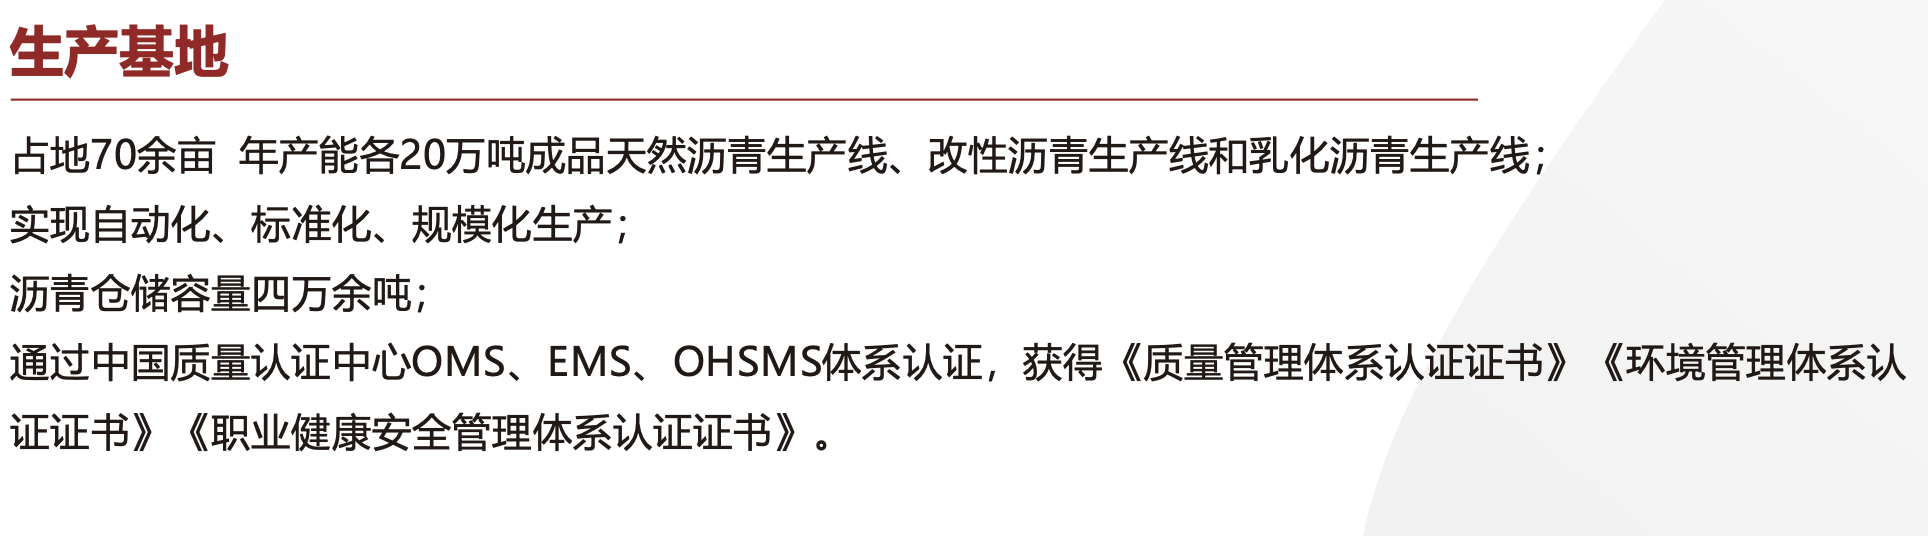 生产基地
占地70余亩 年产能各20万吨成品天然沥青生产线、改性沥青生产线和乳化沥青生产线；
实现自动化、标准化、规模化生产；
沥青仓储容量四万余吨；
通过中国质量认证中心OMS、EMS、OHSMS体系认证，获得《质量管理体系认证证书》《环境管理体系认
证证书》《职业健康安全管理体系认证证书》。